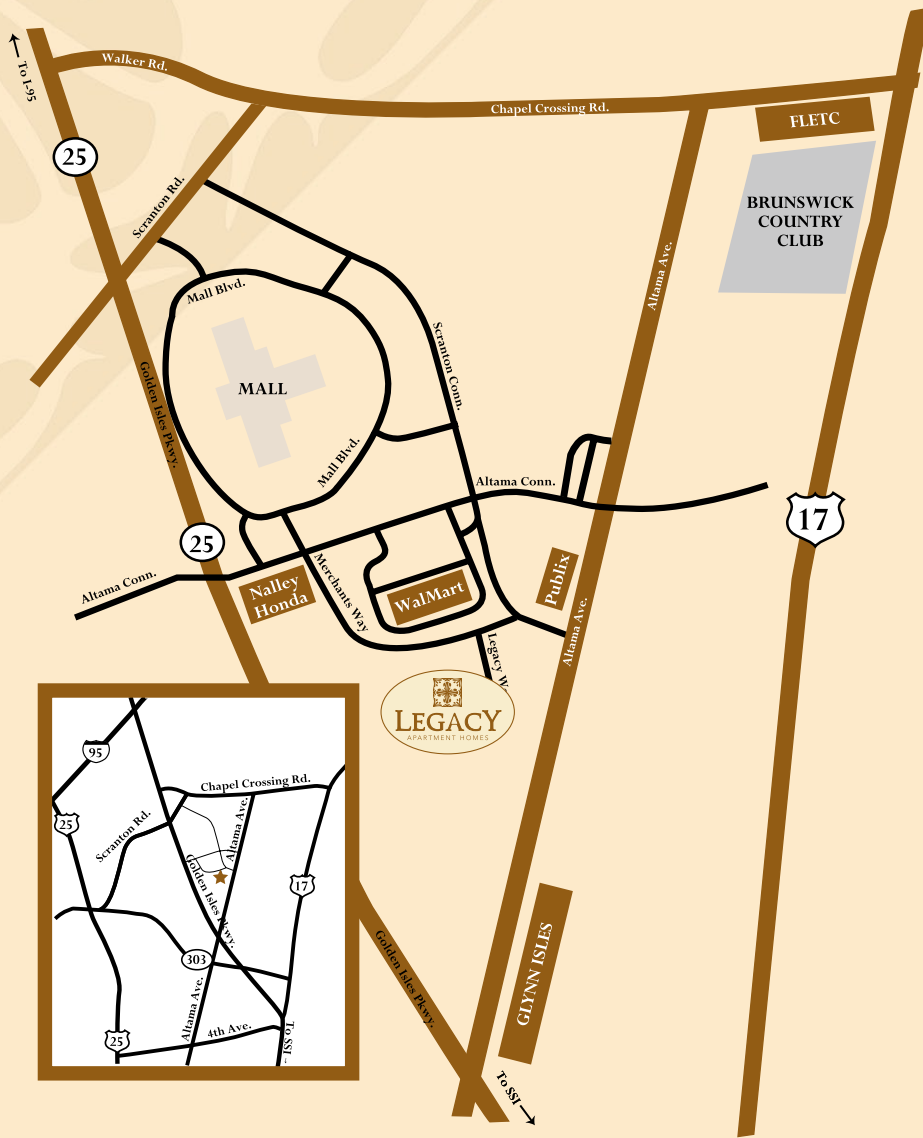 To I-95
Walker Rd.
Chapel Crossing Rd.
FLETC
25
BRUNSWICK
COUNTRY
CLUB
Scranton Rd.
Altama Ave.
Mall Blvd.
Scranton Conn.
MALL
Golden Isles Pkwy.
Mall Blvd.
Altama Conn.
17
25
Altama Conn.
Nalley
Honda
Merchants Way
WalMart
Publix
Altama Ave.
Legacy W
LEGACY
APARTMENT HOMES
95
Chapel Crossing Rd.
25
Scranton Rd.
Altama Ave.
Golden Isles Pkwy.
17
303
Altama Ave.
4th Ave.
25
To SSI
Golden Isles Pkwy.
GLYNN ISLES
To SSI